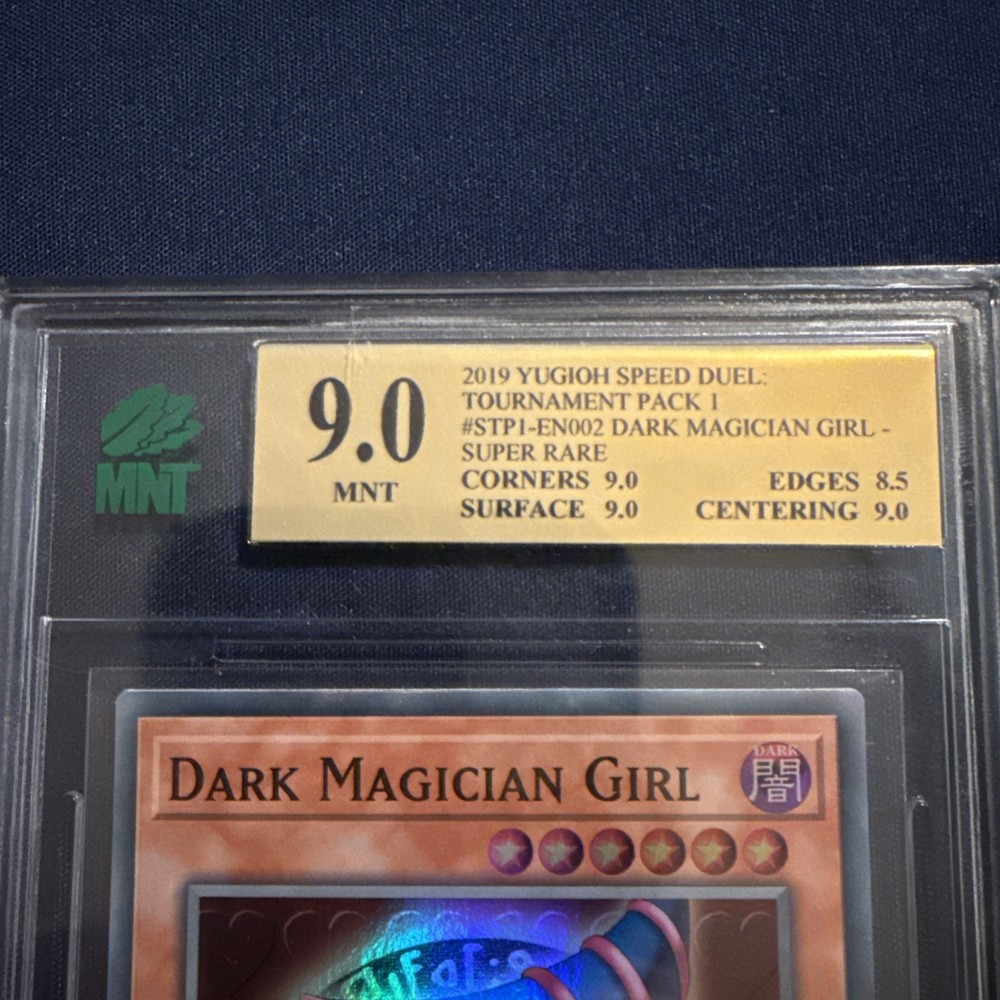 MNT
9.0
MNT
2019 YUGIOH SPEED DUEL:
TOURNAMENT PACK 1
#STP1-EN002 DARK MAGICIAN GIRL -
SUPER RARE
CORNERS 9.0 EDGES 8.5
SURFACE 9.0 CENTERING 9.0
DARK MAGICIAN GIRL
DARK
闇